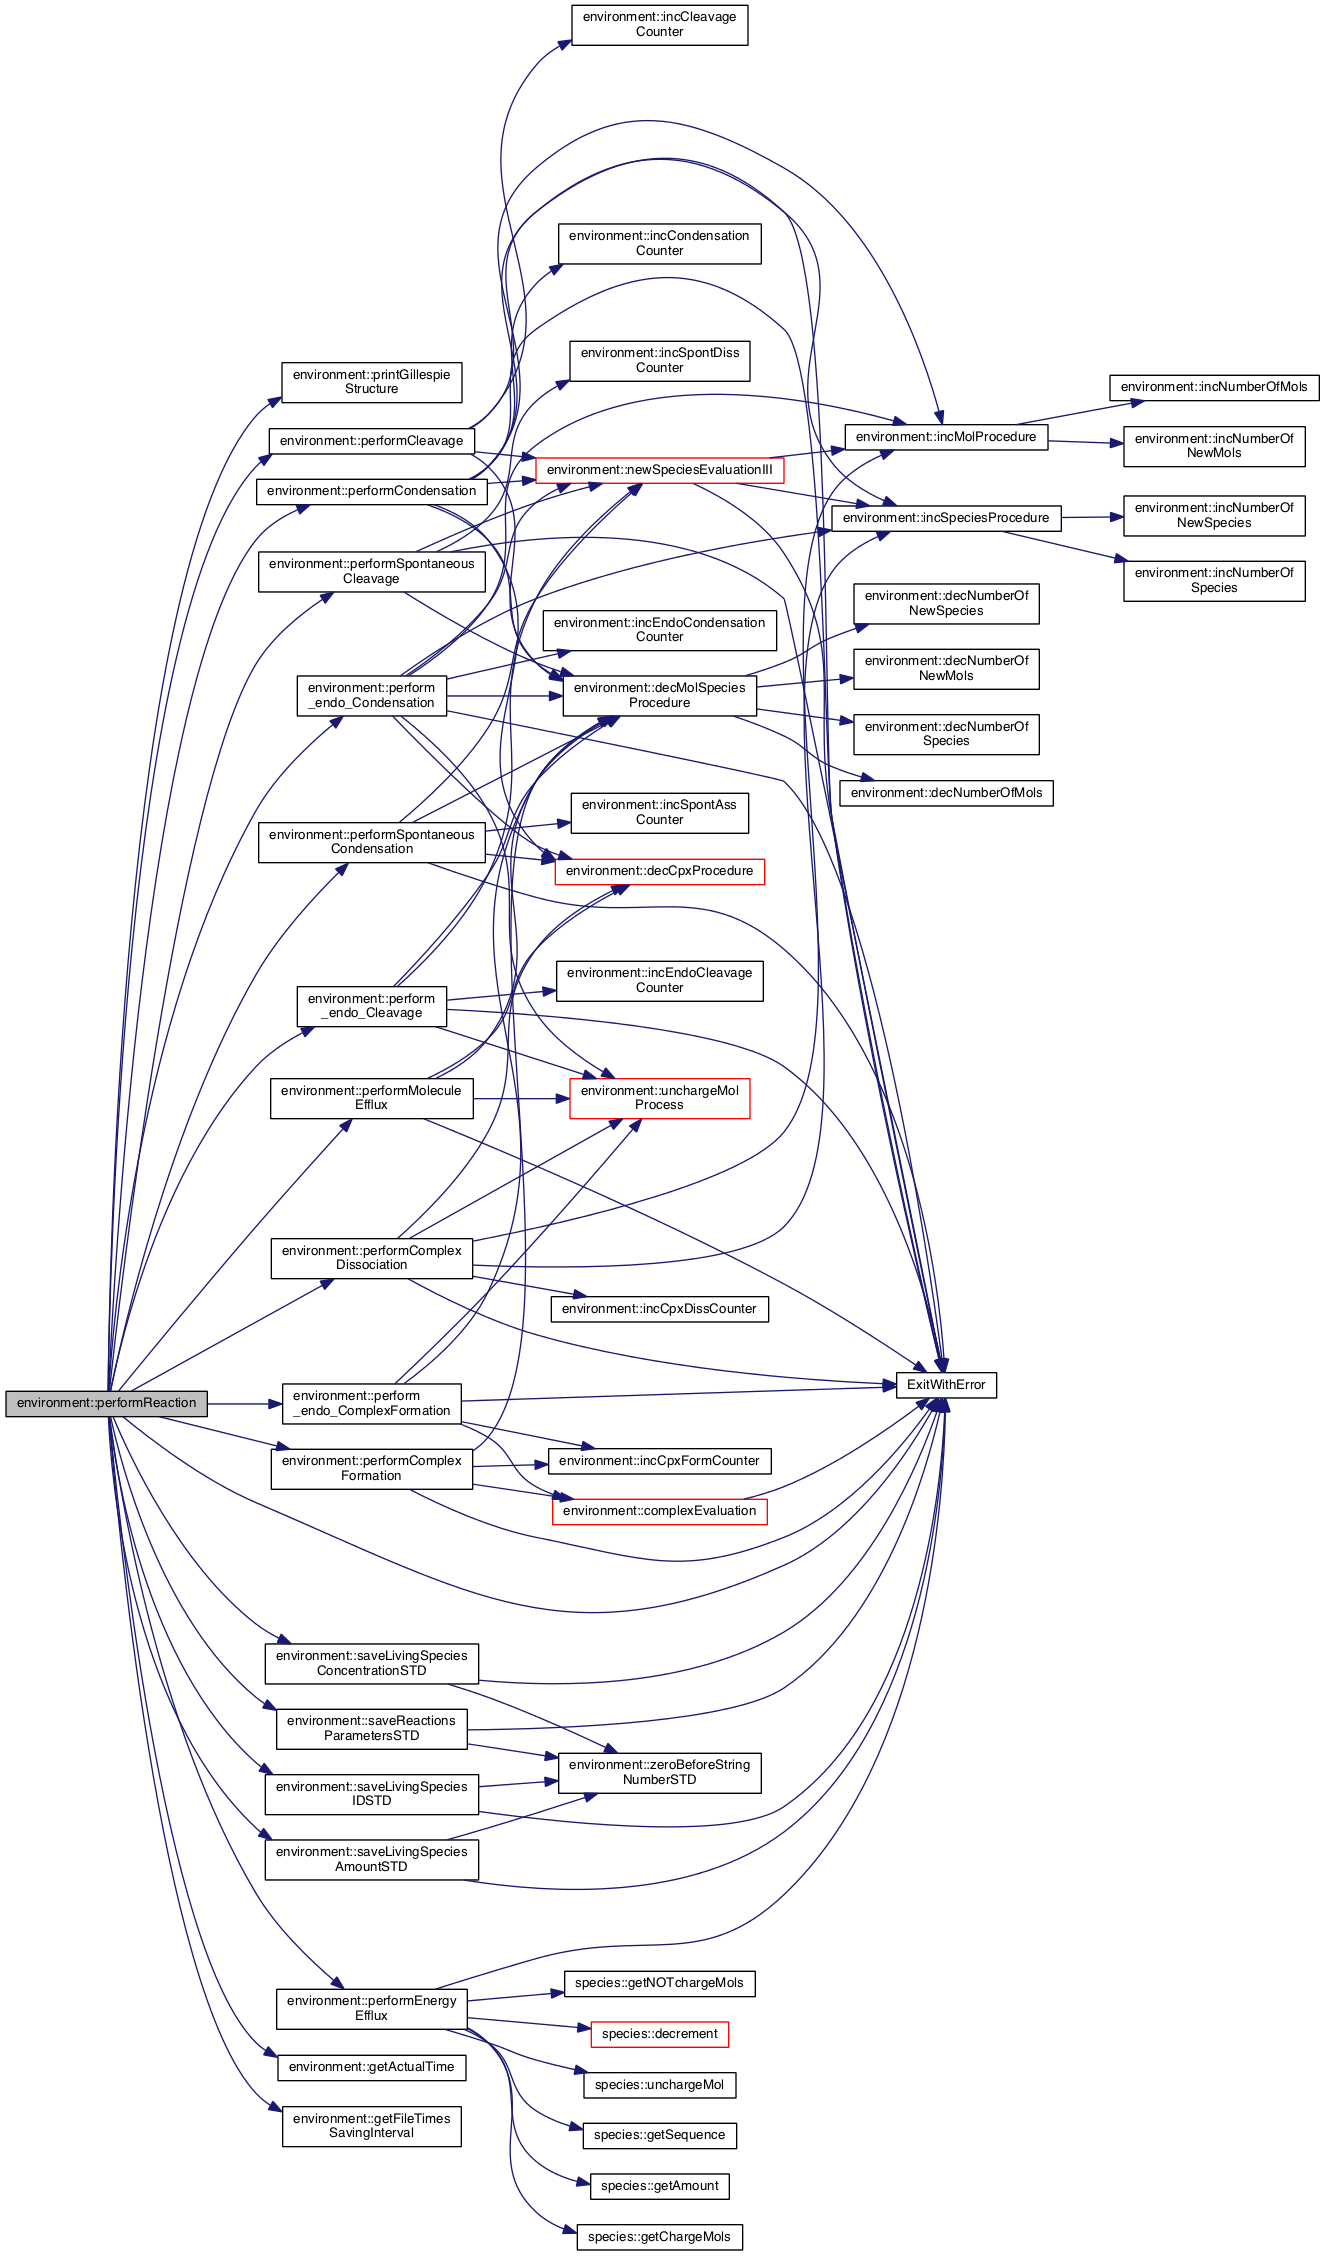 environment::incCleavage
Counter
environment::incCondensation
Counter
environment::incSpontDiss
Counter
environment::printGillespie
Structure
environment::incNumberOfMols
environment::performCleavage
environment::incMolProcedure
environment::incNumberOf
NewMols
environment::newSpeciesEvaluationIII
environment::performCondensation
environment::incSpeciesProcedure
environment::incNumberOf
NewSpecies
environment::performSpontaneous
Cleavage
environment::incNumberOf
Species
environment::decNumberOf
NewSpecies
environment::incEndoCondensation
Counter
environment::decNumberOf
NewMols
environment::perform
_endo_Condensation
environment::decMolSpecies
Procedure
environment::decNumberOf
Species
environment::decNumberOfMols
environment::incSpontAss
Counter
environment::performSpontaneous
Condensation
environment::decCpxProcedure
environment::incEndoCleavage
Counter
environment::perform
_endo_Cleavage
environment::performMolecule
Efflux
environment::unchargeMol
Process
environment::performComplex
Dissociation
environment::incCpxDissCounter
ExitWithError
environment::performReaction
environment::perform
_endo_ComplexFormation
environment::incCpxFormCounter
environment::performComplex
Formation
environment::complexEvaluation
environment::saveLivingSpecies
ConcentrationSTD
environment::saveReactions
ParametersSTD
environment::zeroBeforeString
NumberSTD
environment::saveLivingSpecies
IDSTD
environment::saveLivingSpecies
AmountSTD
species::getNOTchargeMols
environment::performEnergy
Efflux
species::decrement
environment::getActualTime
species::unchargeMol
environment::getFileTimes
SavingInterval
species::getSequence
species::getAmount
species::getChargeMols